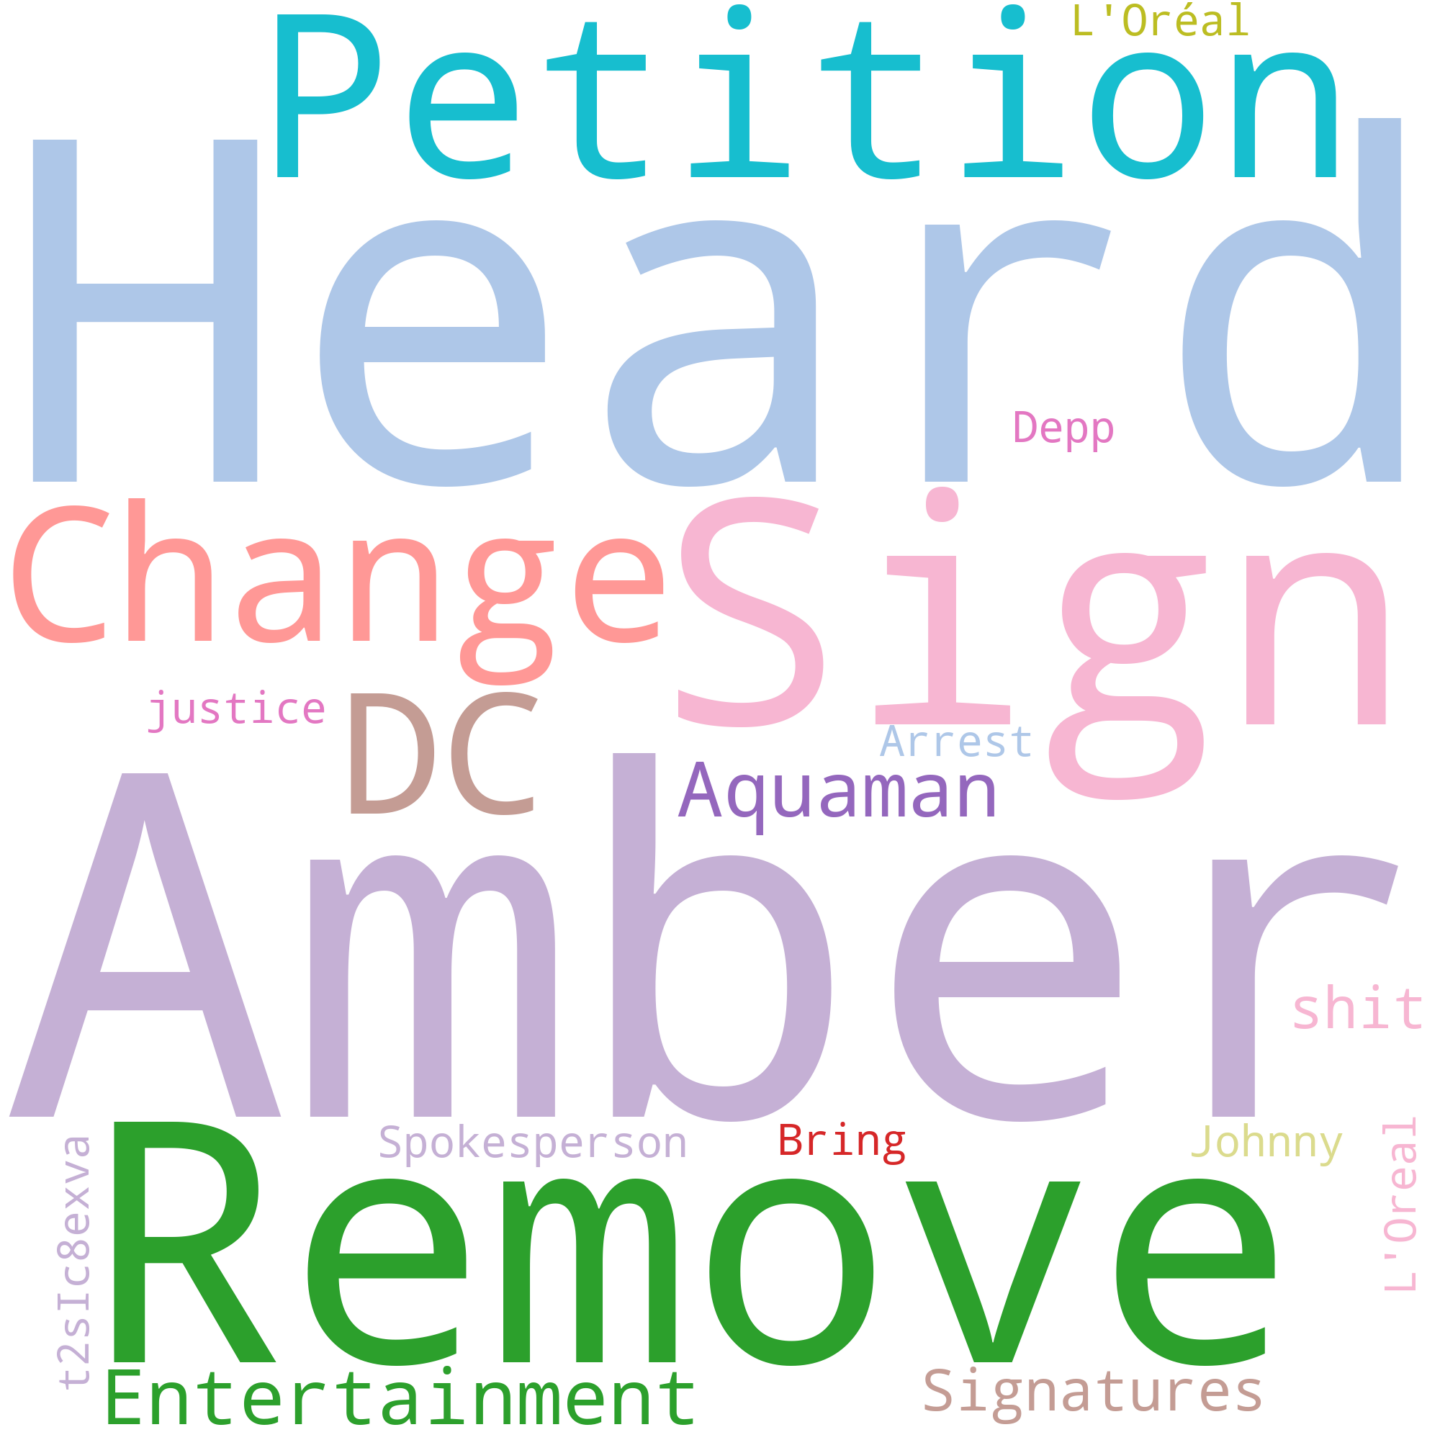 L'Oréal
Petition
Heard
Depp
Change
Sign
justice
DC
Arrest
Aquaman
Amber
shit
Spokesperson
Bring
Johnny
L'Oreal
t2sIc8exva
Remove
Entertainment
Signatures